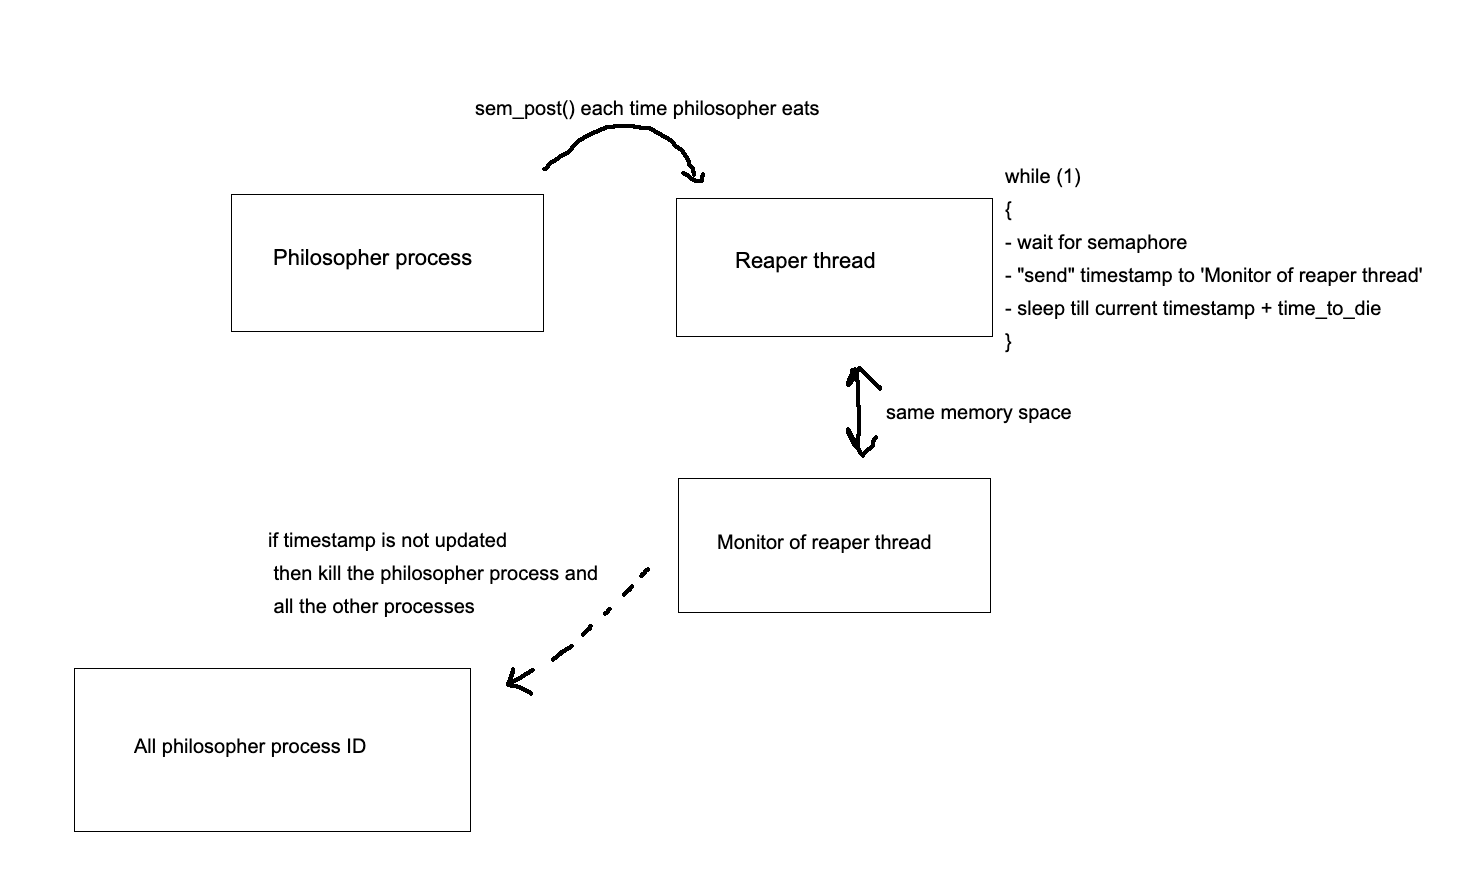 sem_post() each time philosopher eats
Philosopher process
Reaper thread
while (1)
{
- wait for semaphore
- "send" timestamp to 'Monitor of reaper thread'
- sleep till current timestamp + time_to_die
}
same memory space
Monitor of reaper thread
if timestamp is not updated
then kill the philosopher process and
all the other processes
All philosopher process ID